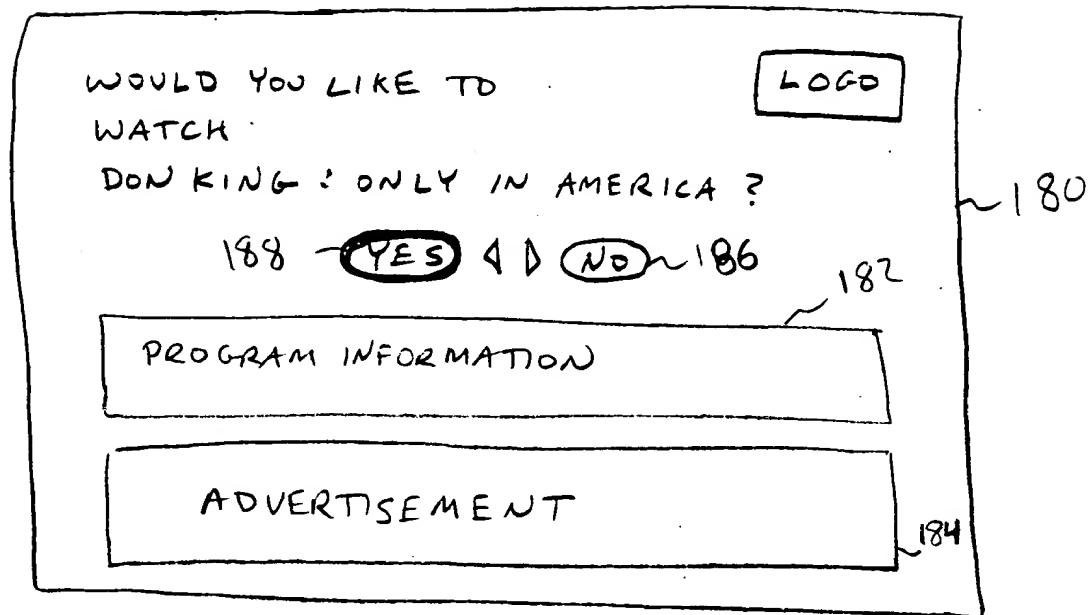 WOULD YOU LIKE TO
LOGO
WATCH
DON KING : ONLY IN AMERICA ?
180
188 YES ◁ ▷ NO 186
182
PROGRAM INFORMATION
ADVERTISEMENT
184